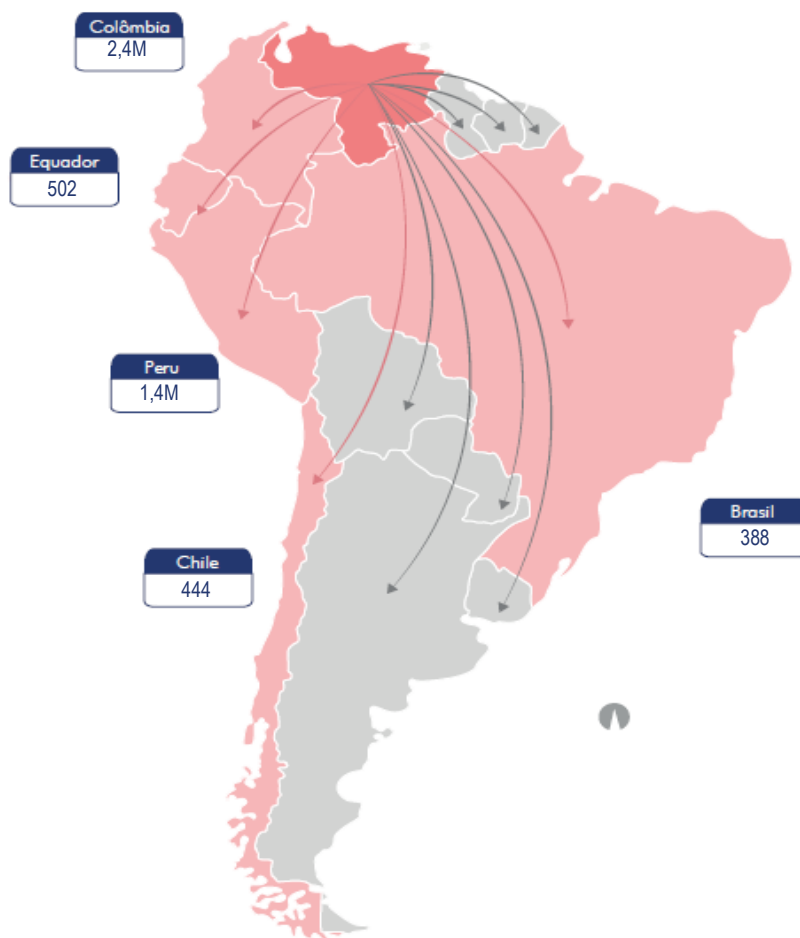 Colômbia
2,4M
Equador
502
Peru
1,4M
Brasil
388
Chile
444